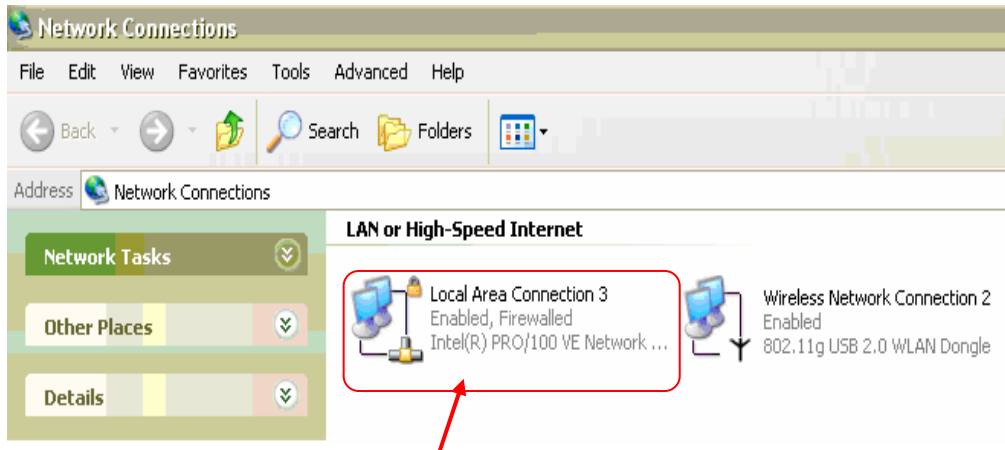 Network Connections
File Edit View Favorites Tools Advanced Help
Back Search Folders
Address Network Connections
LAN or High-Speed Internet
Network Tasks
Other Places
Details
Local Area Connection 3
Enabled, Firewalled
Intel(R) PRO/100 VE Network ...
Wireless Network Connection 2
Enabled
802.11g USB 2.0 WLAN Dongle